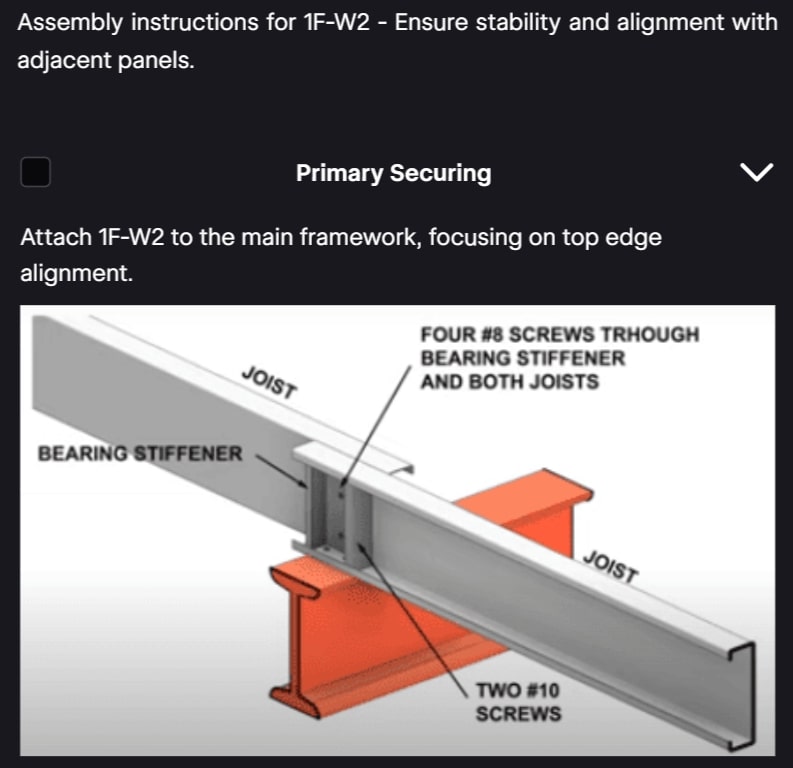 Assembly instructions for 1F-W2 - Ensure stability and alignment with
adjacent panels.
Primary Securing
Attach 1F-W2 to the main framework, focusing on top edge
alignment.
FOUR #8 SCREWS TRHOUGH
BEARING STIFFENER
AND BOTH JOISTS
JOIST
BEARING STIFFENER
JOIST
TWO #10
SCREWS